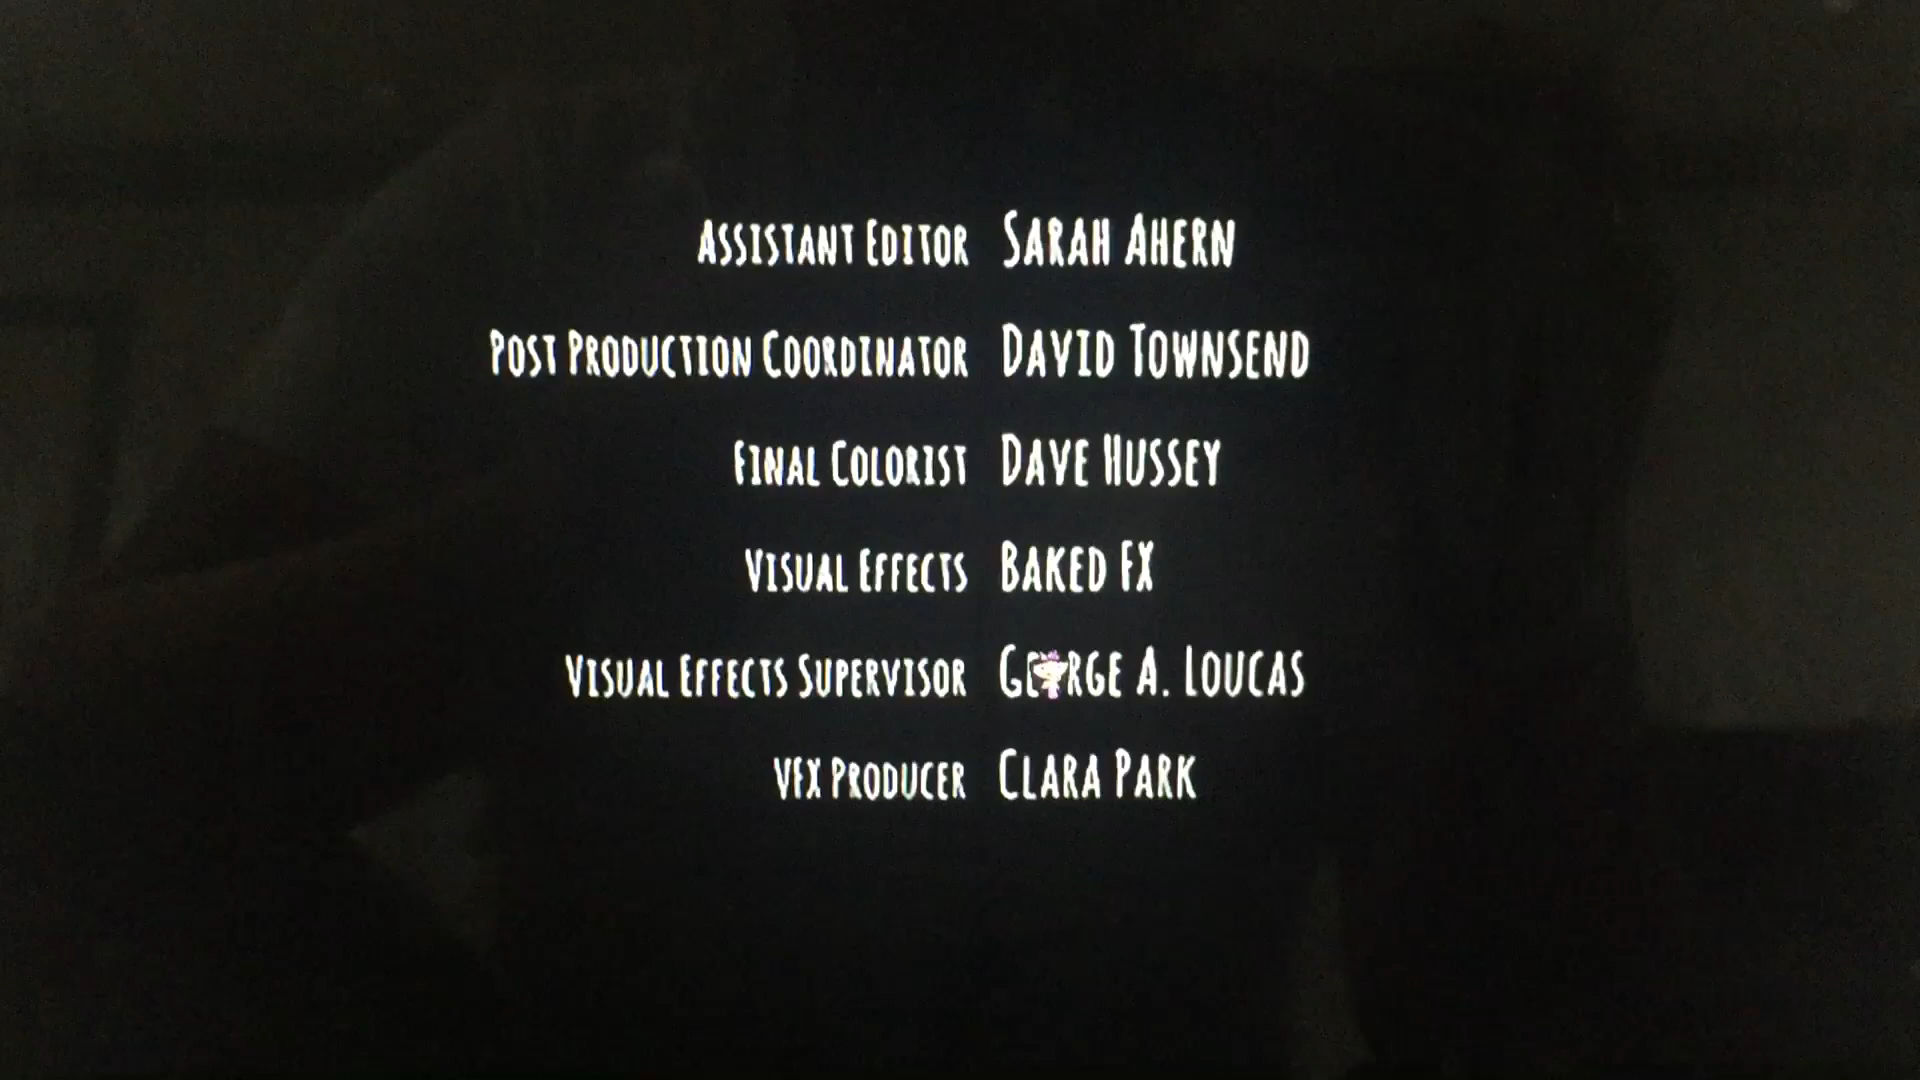 ASSISTANT EDITOR SARAH AHERN
POST PRODUCTION COORDINATOR DAVID TOWNSEND
FINAL COLORIST DAVE HUSSEY
VISUAL EFFECTS BAKED FX
VISUAL EFFECTS SUPERVISOR GEORGE A. LOUCAS
VFX PRODUCER CLARA PARK